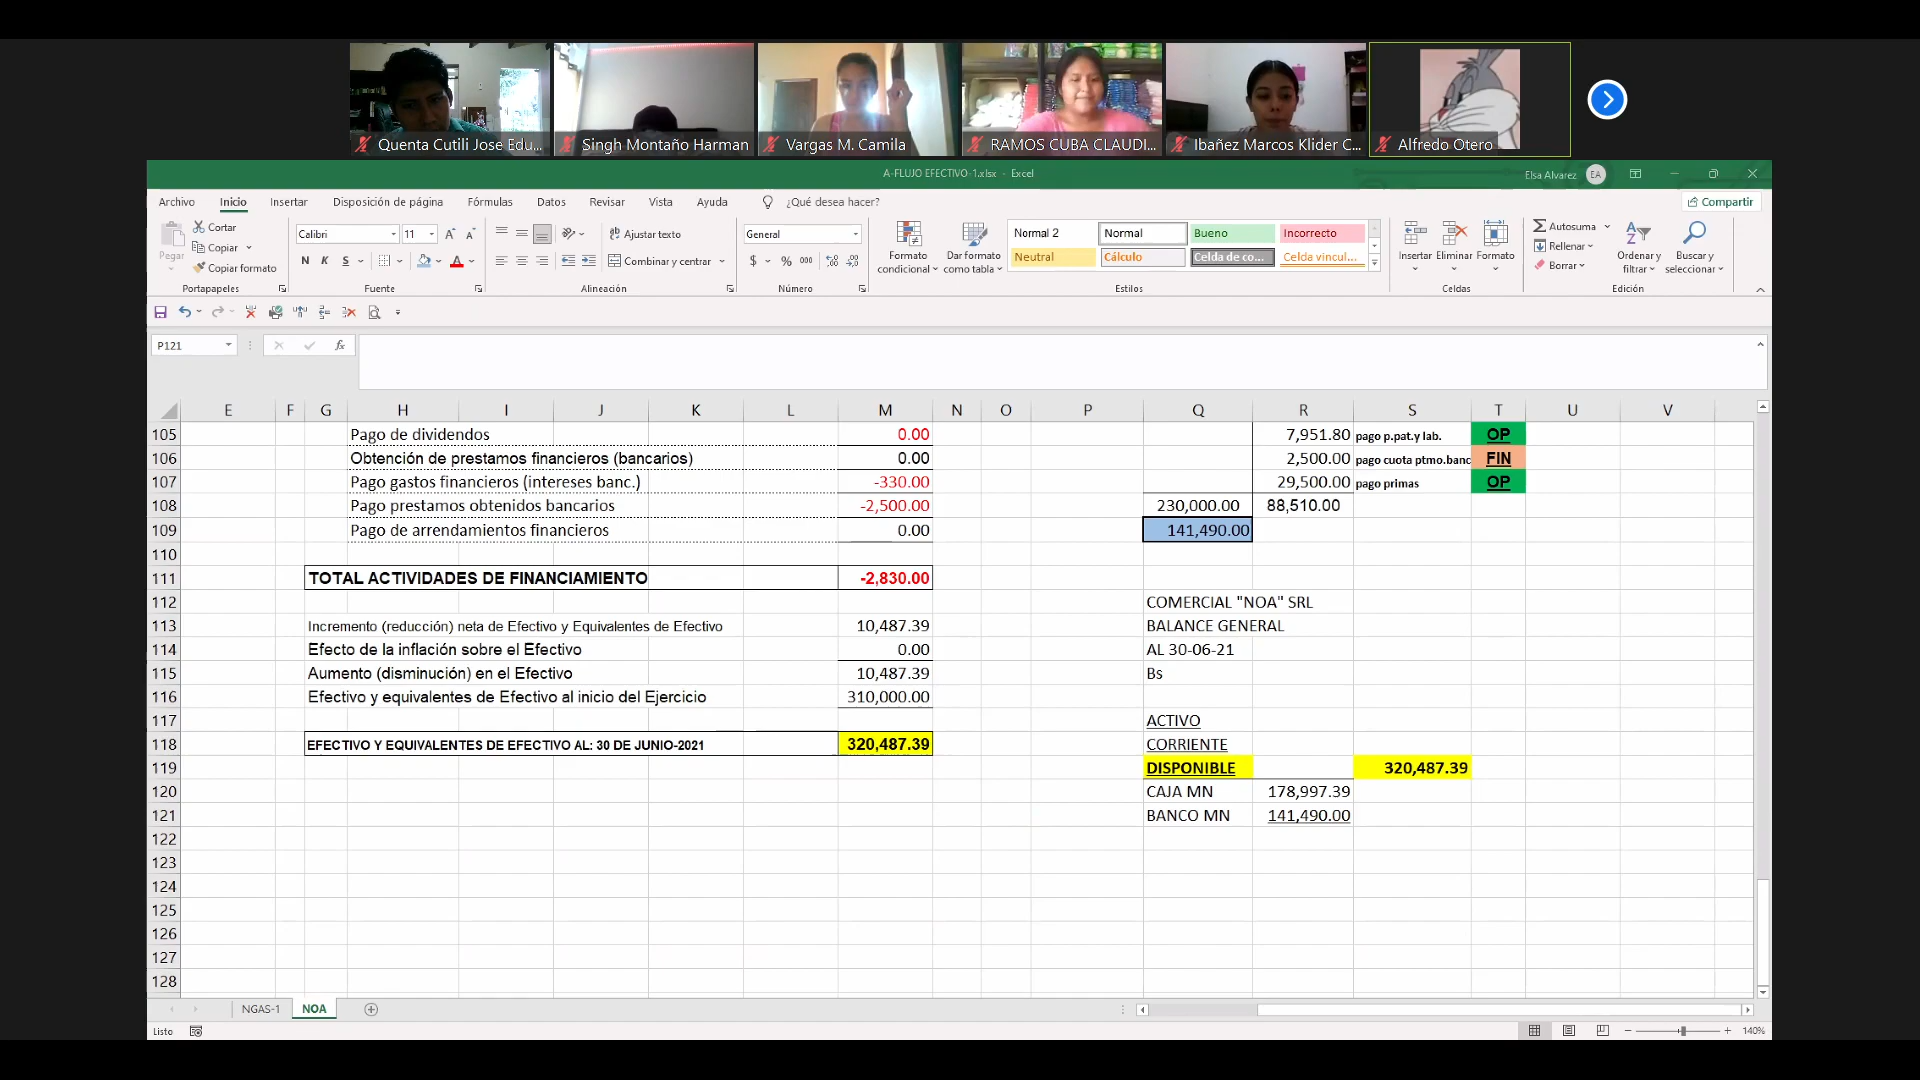 Quenta Cutili Jose Edu...
Singh Montaño Harman
Vargas M. Camila
RAMOS CUBA CLAUDI...
Ibañez Marcos Klider C...
Alfredo Otero
A-FLUJO EFECTIVO-1.xlsx - Excel
Elsa Alvarez EA
Archivo Inicio Insertar Disposición de página Fórmulas Datos Revisar Vista Ayuda ¿Qué desea hacer? Compartir
Pegar Cortar
Copiar
Copiar formato
Portapapeles
Calibri 11
N K S
Fuente
Ajustar texto
Combinar y centrar
Alineación
General
$ % 000
Número
Formato condicional
Dar formato como tabla
Normal 2 Normal Bueno Incorrecto
Neutral Cálculo Celda de co... Celda vincul...
Estilos
Insertar Eliminar Formato
Celdas
Autosuma
Rellenar
Borrar
Ordenar y filtrar
Buscar y seleccionar
Edición
P121 fx
E F G H I J K L M N O P Q R S T U V
105 Pago de dividendos 0.00 7,951.80 pago p.pat.y lab. OP
106 Obtención de prestamos financieros (bancarios) 0.00 2,500.00 pago cuota ptmo.banc FIN
107 Pago gastos financieros (intereses banc.) -330.00 29,500.00 pago primas OP
108 Pago prestamos obtenidos bancarios -2,500.00 230,000.00 88,510.00
109 Pago de arrendamientos financieros 0.00 141,490.00
110
111 TOTAL ACTIVIDADES DE FINANCIAMIENTO -2,830.00
112 COMERCIAL "NOA" SRL
113 Incremento (reducción) neta de Efectivo y Equivalentes de Efectivo 10,487.39 BALANCE GENERAL
114 Efecto de la inflación sobre el Efectivo 0.00 AL 30-06-21
115 Aumento (disminución) en el Efectivo 10,487.39 Bs
116 Efectivo y equivalentes de Efectivo al inicio del Ejercicio 310,000.00
117 ACTIVO
118 EFECTIVO Y EQUIVALENTES DE EFECTIVO AL: 30 DE JUNIO-2021 320,487.39 CORRIENTE
119 DISPONIBLE 320,487.39
120 CAJA MN 178,997.39
121 BANCO MN 141,490.00
122
123
124
125
126
127
128
NGAS-1 NOA
Listo 140%